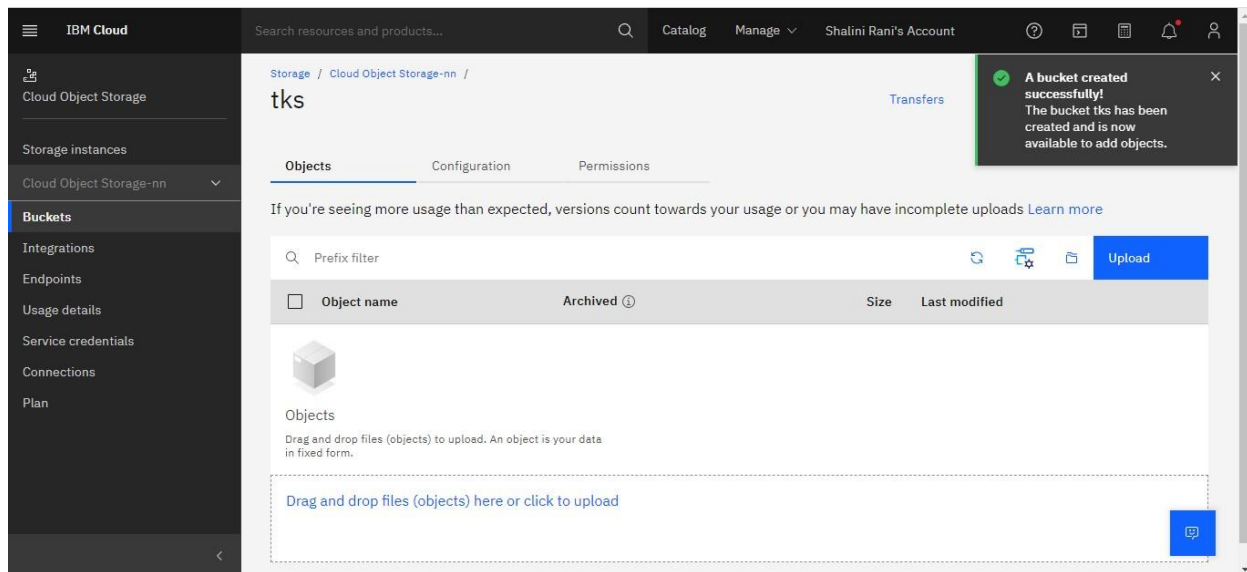 IBM Cloud
Search resources and products...
Catalog
Manage
Shalini Rani's Account
Cloud Object Storage
Storage instances
Cloud Object Storage-nn
Buckets
Integrations
Endpoints
Usage details
Service credentials
Connections
Plan
Storage / Cloud Object Storage-nn /
tks
Transfers
A bucket created
successfully!
The bucket tks has been
created and is now
available to add objects.
Objects
Configuration
Permissions
If you're seeing more usage than expected, versions count towards your usage or you may have incomplete uploads Learn more
Prefix filter
Upload
Object name
Archived
Size
Last modified
Objects
Drag and drop files (objects) to upload. An object is your data
in fixed form.
Drag and drop files (objects) here or click to upload